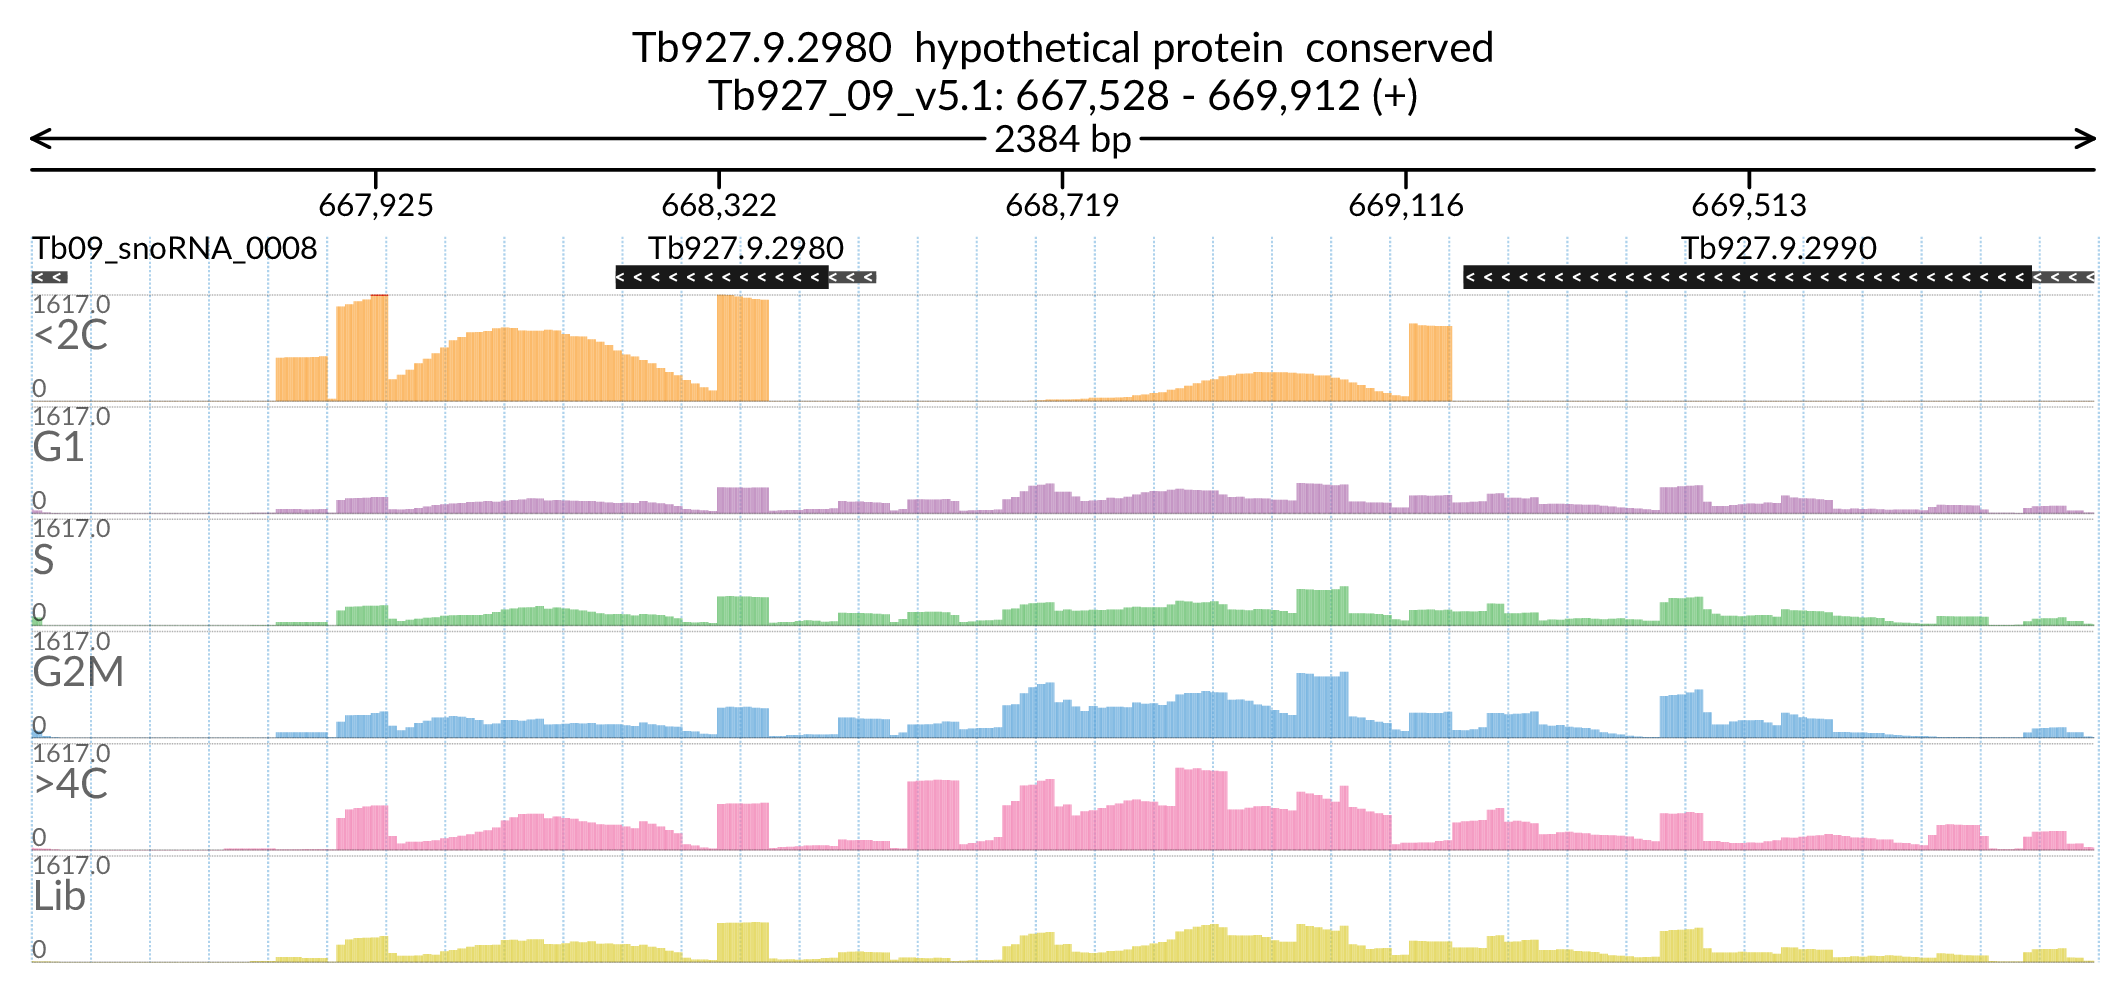 Tb927.9.2980  hypothetical protein  conserved
Tb927_09_v5.1: 667,528 - 669,912 (+)
2384 bp
667,925 668,322 668,719 669,116 669,513
Tb09_snoRNA_0008 Tb927.9.2980 Tb927.9.2990
1617.0
<2C
0
1617.0
G1
0
1617.0
S
0
1617.0
G2M
0
1617.0
>4C
0
1617.0
Lib
0